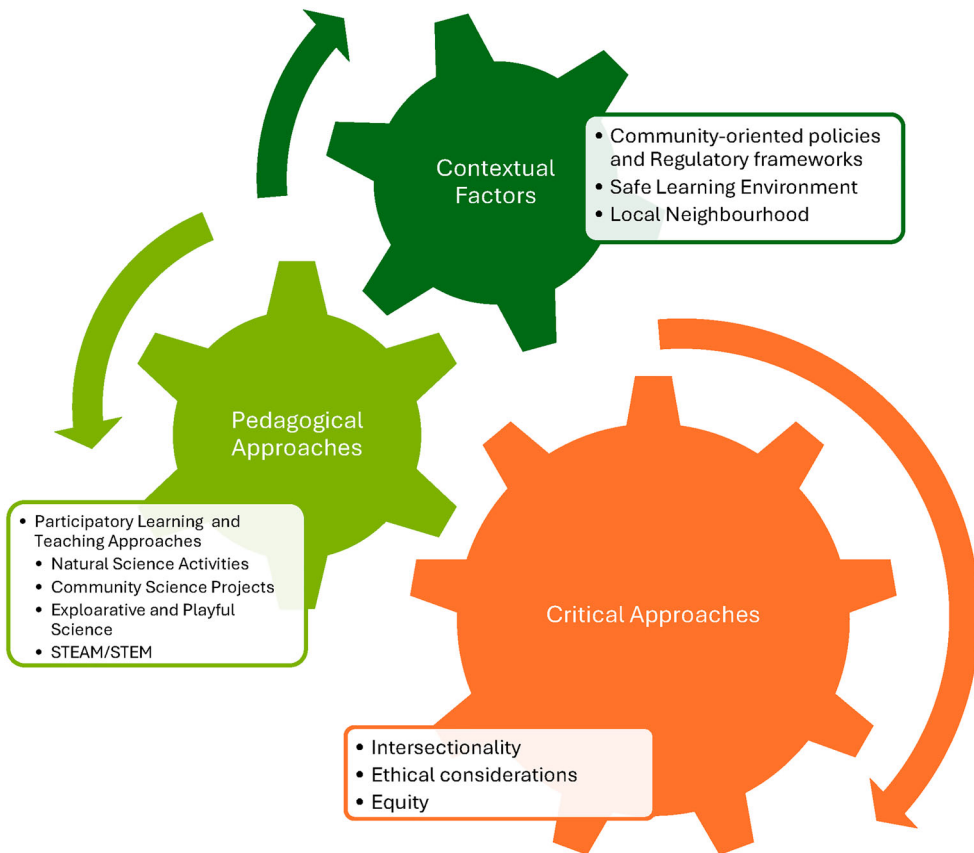 Contextual
Factors
• Community-oriented policies
and Regulatory frameworks
• Safe Learning Environment
• Local Neighbourhood
Pedagogical
Approaches
• Participatory Learning and
Teaching Approaches
• Natural Science Activities
• Community Science Projects
• Exploarative and Playful
Science
• STEAM/STEM
Critical Approaches
• Intersectionality
• Ethical considerations
• Equity